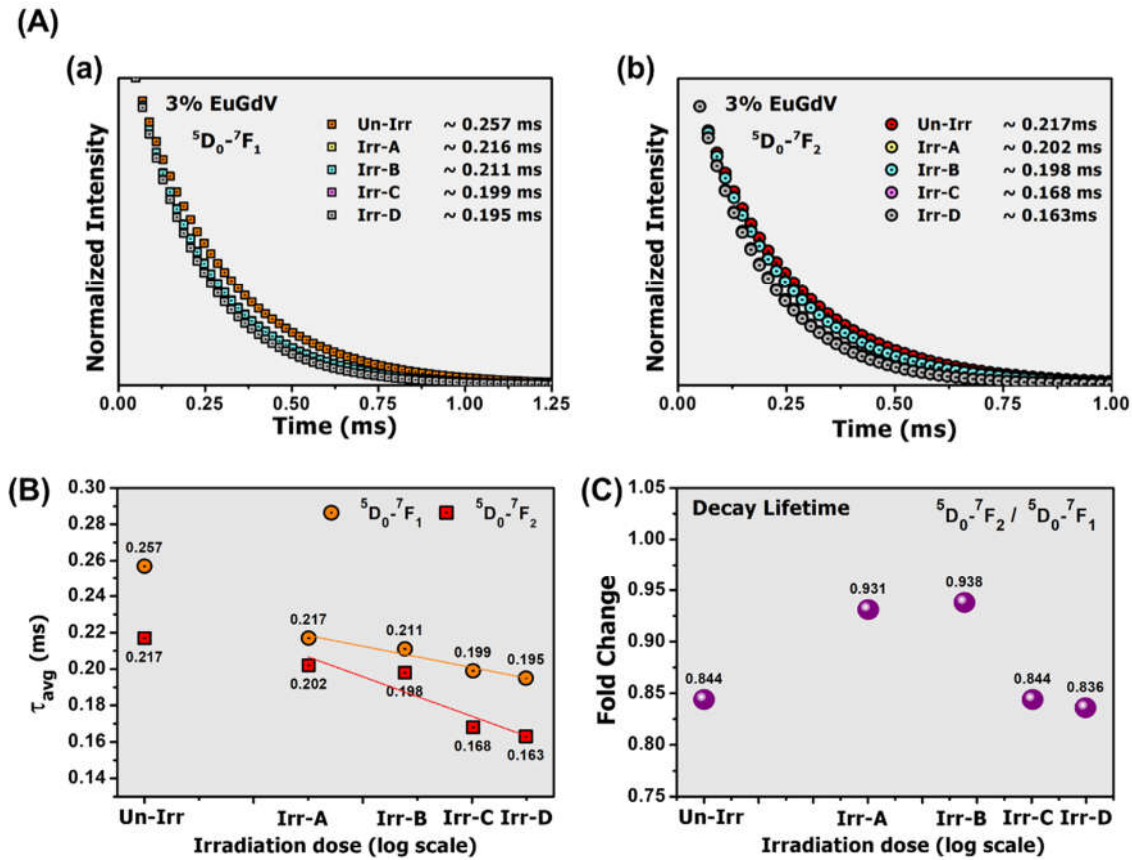 (A)
(a)
3% EuGdV
⁵D₀-⁷F₁
Un-Irr ~ 0.257 ms
Irr-A ~ 0.216 ms
Irr-B ~ 0.211 ms
Irr-C ~ 0.199 ms
Irr-D ~ 0.195 ms
Normalized Intensity
0.00 0.25 0.50 0.75 1.00 1.25
Time (ms)
(b)
3% EuGdV
⁵D₀-⁷F₂
Un-Irr ~ 0.217ms
Irr-A ~ 0.202 ms
Irr-B ~ 0.198 ms
Irr-C ~ 0.168 ms
Irr-D ~ 0.163ms
Normalized Intensity
0.00 0.25 0.50 0.75 1.00
Time (ms)
(B)
⁵D₀-⁷F₁ ⁵D₀-⁷F₂
0.30
0.28
0.26
0.24
0.22
0.20
0.18
0.16
0.14
τavg (ms)
0.257
0.217
0.217
0.202
0.211
0.198
0.199
0.168
0.195
0.163
Un-Irr Irr-A Irr-B Irr-C Irr-D
Irradiation dose (log scale)
(C)
Decay Lifetime ⁵D₀-⁷F₂ / ⁵D₀-⁷F₁
1.05
1.00
0.95
0.90
0.85
0.80
0.75
Fold Change
0.844
0.931
0.938
0.844
0.836
Un-Irr Irr-A Irr-B Irr-C Irr-D
Irradiation dose (log scale)